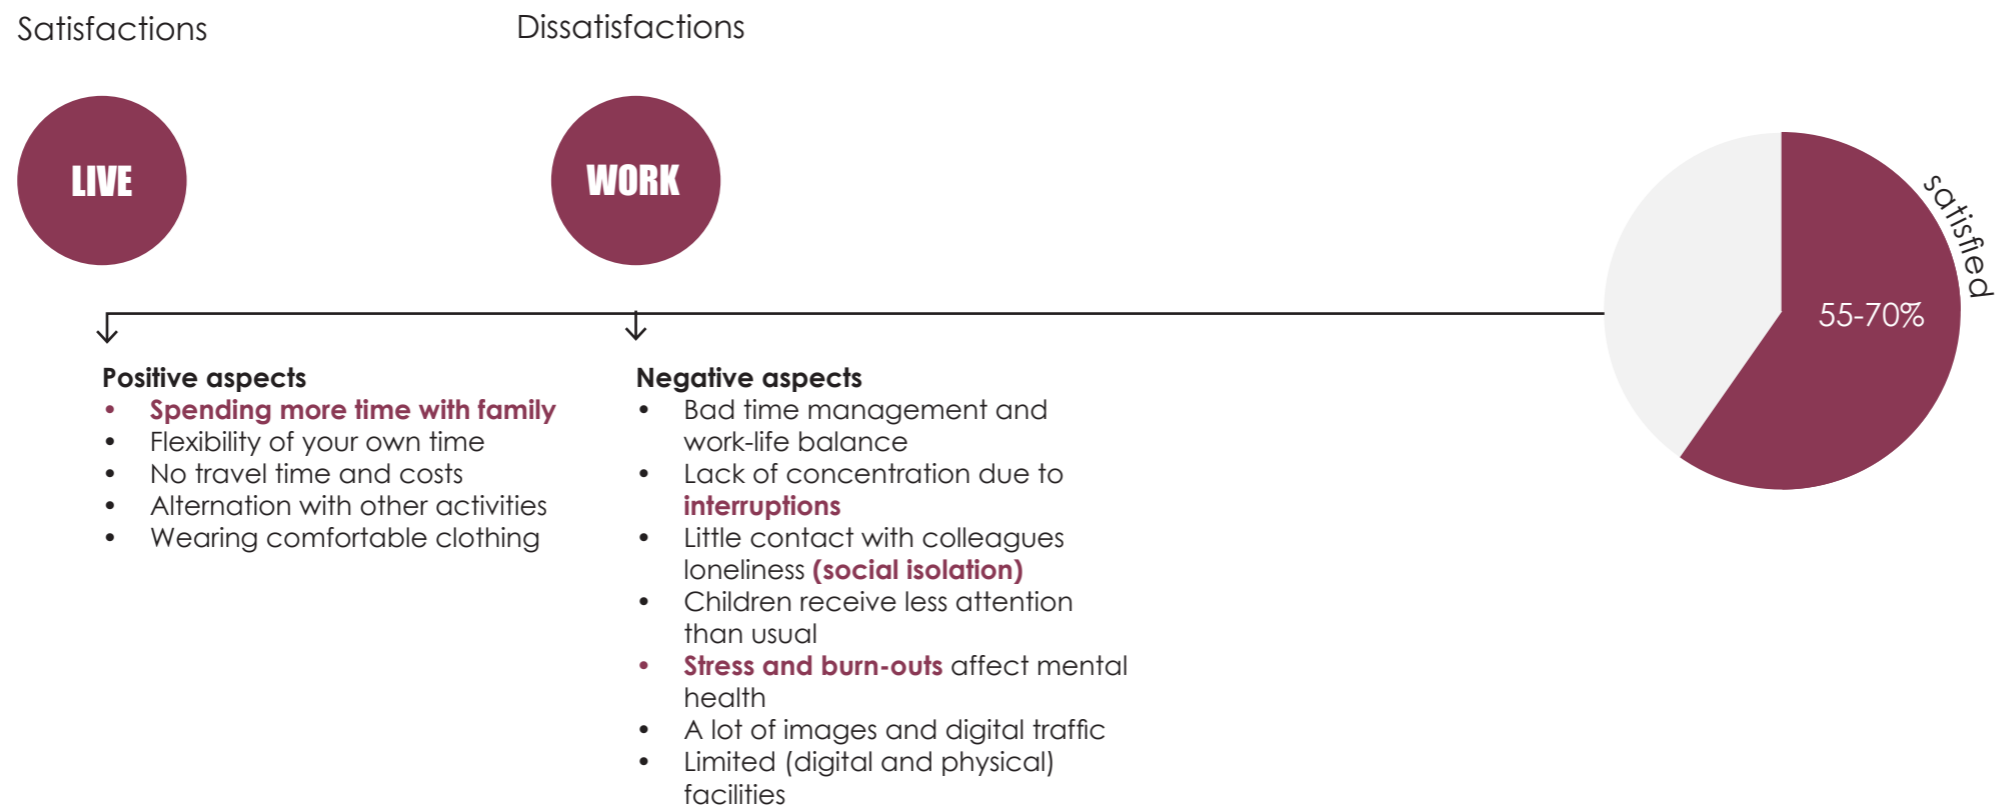 Satisfactions
Dissatisfactions
LIVE
WORK
satisfied
55-70%
Positive aspects
• Spending more time with family
• Flexibility of your own time
• No travel time and costs
• Alternation with other activities
• Wearing comfortable clothing
Negative aspects
• Bad time management and
work-life balance
• Lack of concentration due to
interruptions
• Little contact with colleagues
loneliness (social isolation)
• Children receive less attention
than usual
• Stress and burn-outs affect mental
health
• A lot of images and digital traffic
• Limited (digital and physical)
facilities